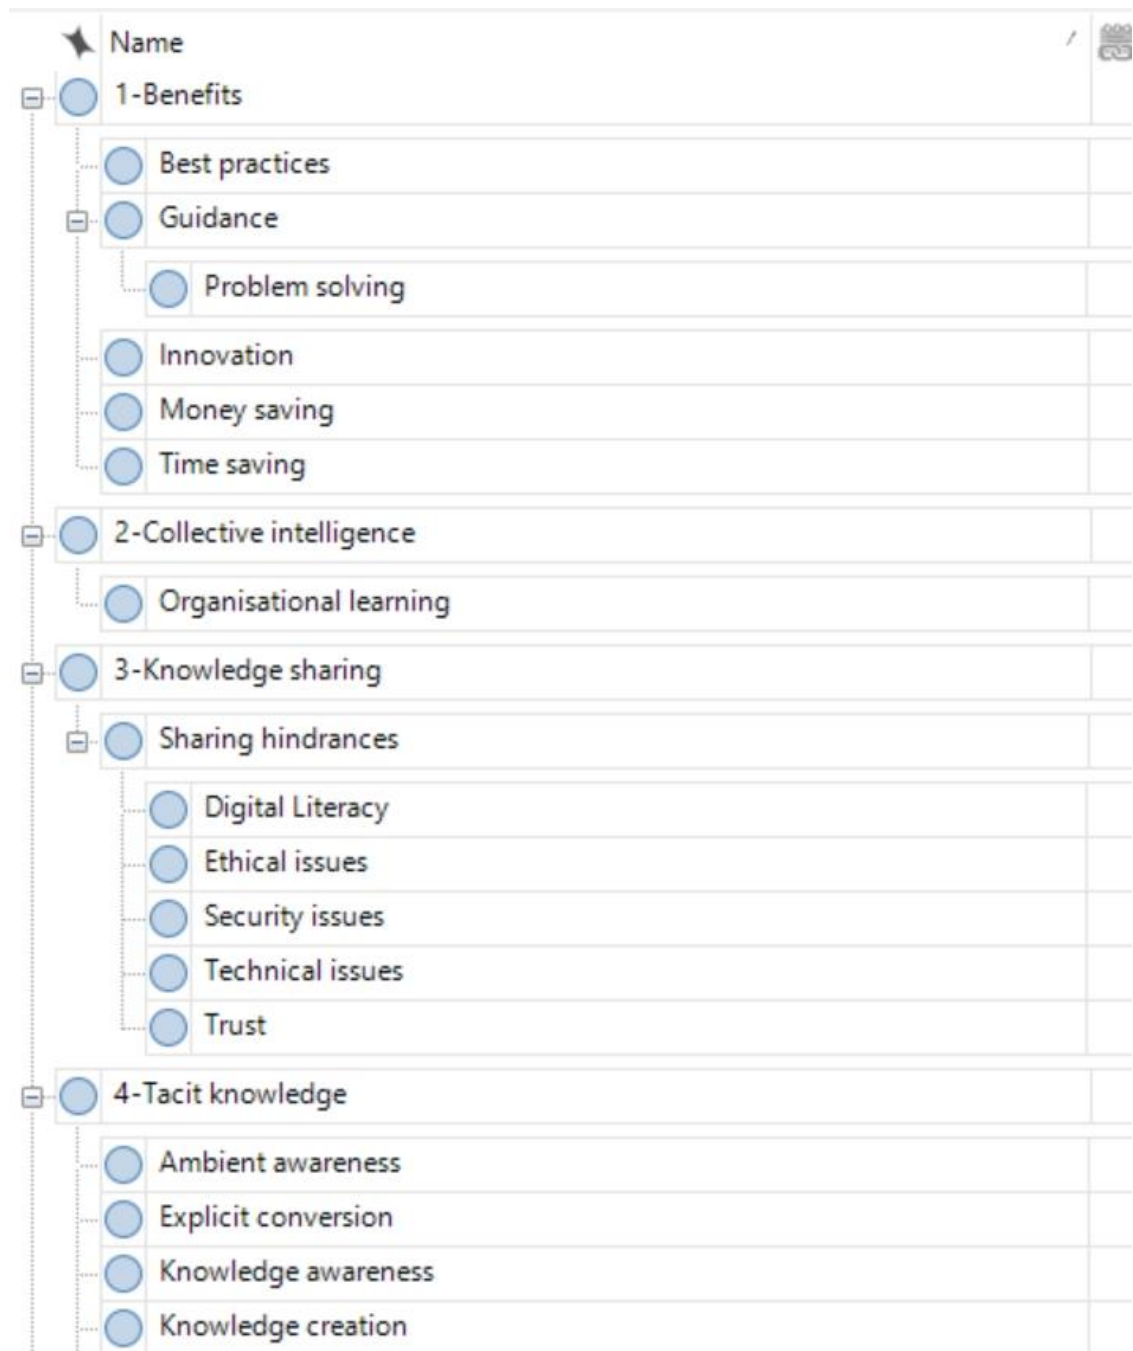 Name
1-Benefits
Best practices
Guidance
Problem solving
Innovation
Money saving
Time saving
2-Collective intelligence
Organisational learning
3-Knowledge sharing
Sharing hindrances
Digital Literacy
Ethical issues
Security issues
Technical issues
Trust
4-Tacit knowledge
Ambient awareness
Explicit conversion
Knowledge awareness
Knowledge creation